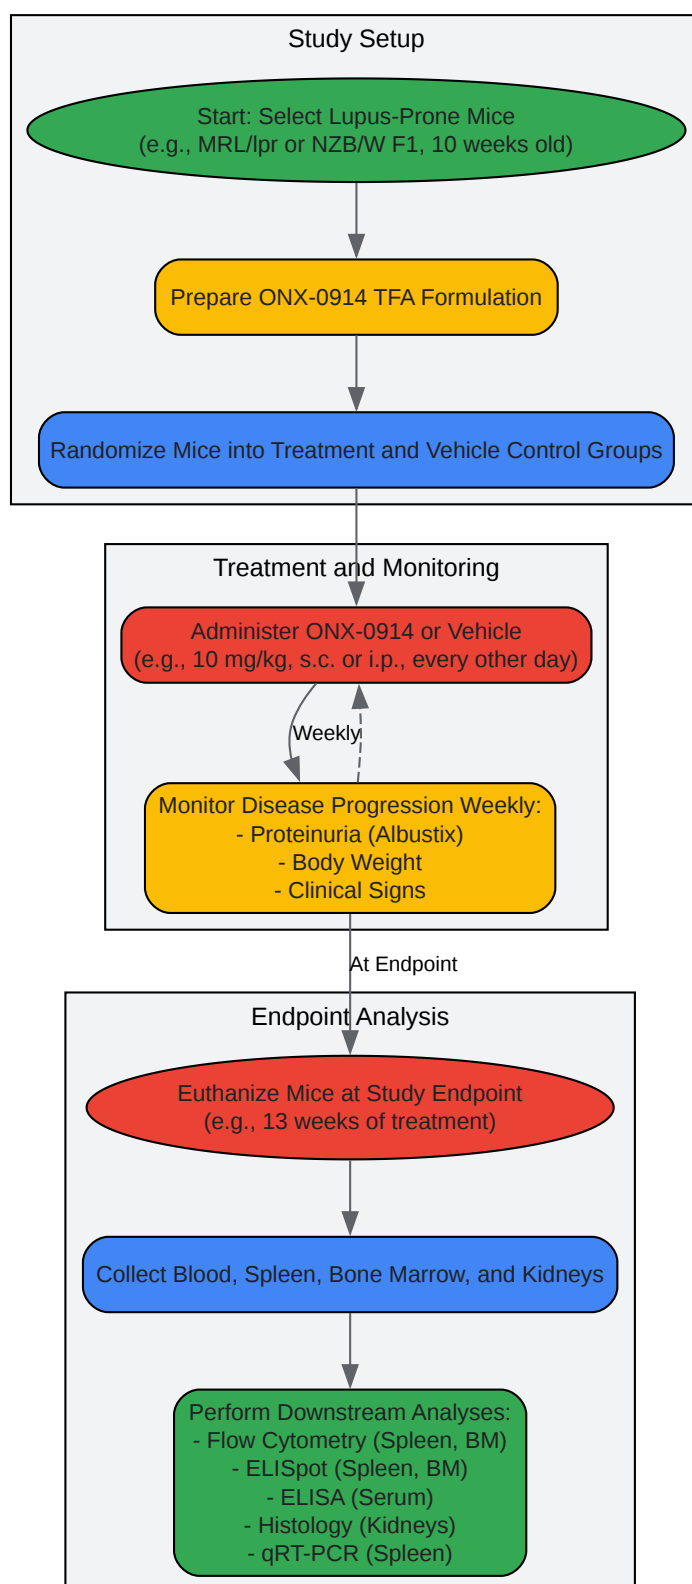 Study Setup
Start: Select Lupus-Prone Mice
(e.g., MRL/lpr or NZB/W F1, 10 weeks old)
Prepare ONX-0914 TFA Formulation
Randomize Mice into Treatment and Vehicle Control Groups
Treatment and Monitoring
Administer ONX-0914 or Vehicle
(e.g., 10 mg/kg, s.c. or i.p., every other day)
Weekly
Monitor Disease Progression Weekly:
- Proteinuria (Albustix)
- Body Weight
- Clinical Signs
At Endpoint
Endpoint Analysis
Euthanize Mice at Study Endpoint
(e.g., 13 weeks of treatment)
Collect Blood, Spleen, Bone Marrow, and Kidneys
Perform Downstream Analyses:
- Flow Cytometry (Spleen, BM)
- ELISpot (Spleen, BM)
- ELISA (Serum)
- Histology (Kidneys)
- qRT-PCR (Spleen)